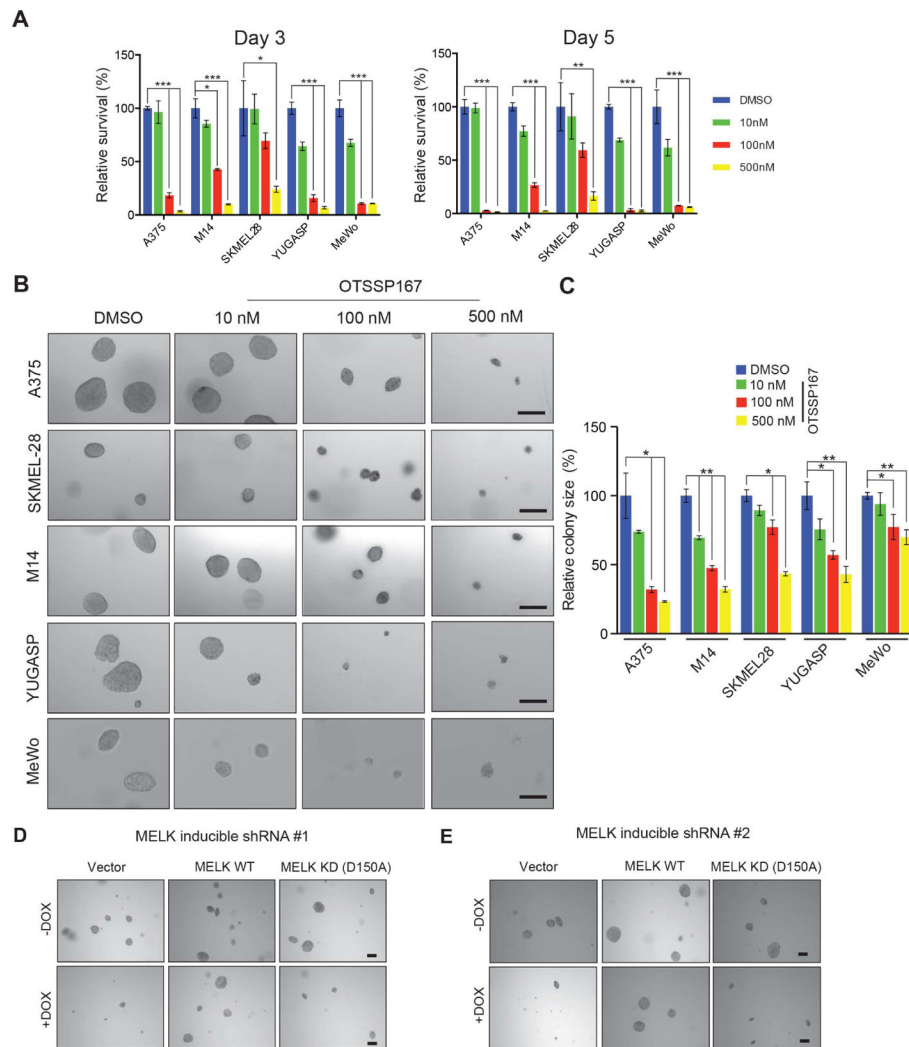 A
Day 3
Day 5
Relative survival (%)
150
100
50
0
***
***
*
*
***
***
A375
M14
SKMEL28
YUGASP
MeWo
Relative survival (%)
150
100
50
0
***
***
**
***
***
A375
M14
SKMEL28
YUGASP
MeWo
DMSO
10nM
100nM
500nM
B
OTSSP167
DMSO
10 nM
100 nM
500 nM
A375
SKMEL-28
M14
YUGASP
MeWo
C
DMSO
10 nM
100 nM
500 nM
OTSSP167
Relative colony size (%)
150
100
50
0
*
**
*
**
*
**
*
A375
M14
SKMEL28
YUGASP
MeWo
D
MELK inducible shRNA #1
Vector
MELK WT
MELK KD (D150A)
-DOX
+DOX
E
MELK inducible shRNA #2
Vector
MELK WT
MELK KD (D150A)
-DOX
+DOX